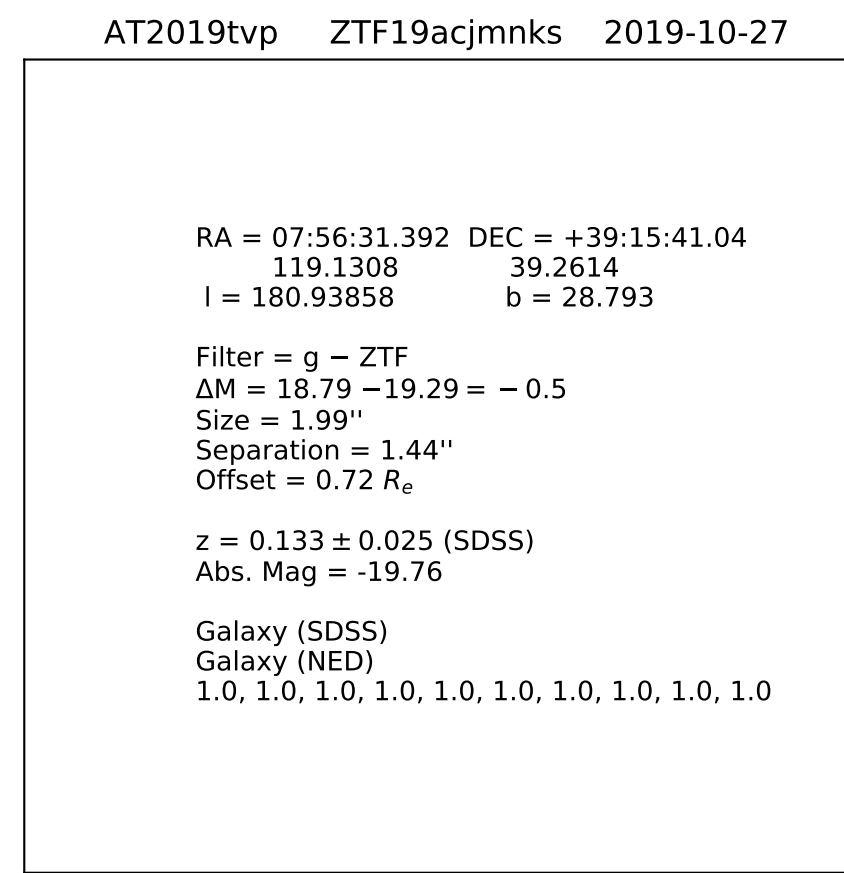 AT2019tvp ZTF19acjmnks 2019-10-27
RA = 07:56:31.392 DEC = +39:15:41.04
119.1308 39.2614
l = 180.93858 b = 28.793
Filter = g − ZTF
ΔM = 18.79 −19.29 = − 0.5
Size = 1.99''
Separation = 1.44''
Offset = 0.72 Re
z = 0.133 ± 0.025 (SDSS)
Abs. Mag = -19.76
Galaxy (SDSS)
Galaxy (NED)
1.0, 1.0, 1.0, 1.0, 1.0, 1.0, 1.0, 1.0, 1.0, 1.0